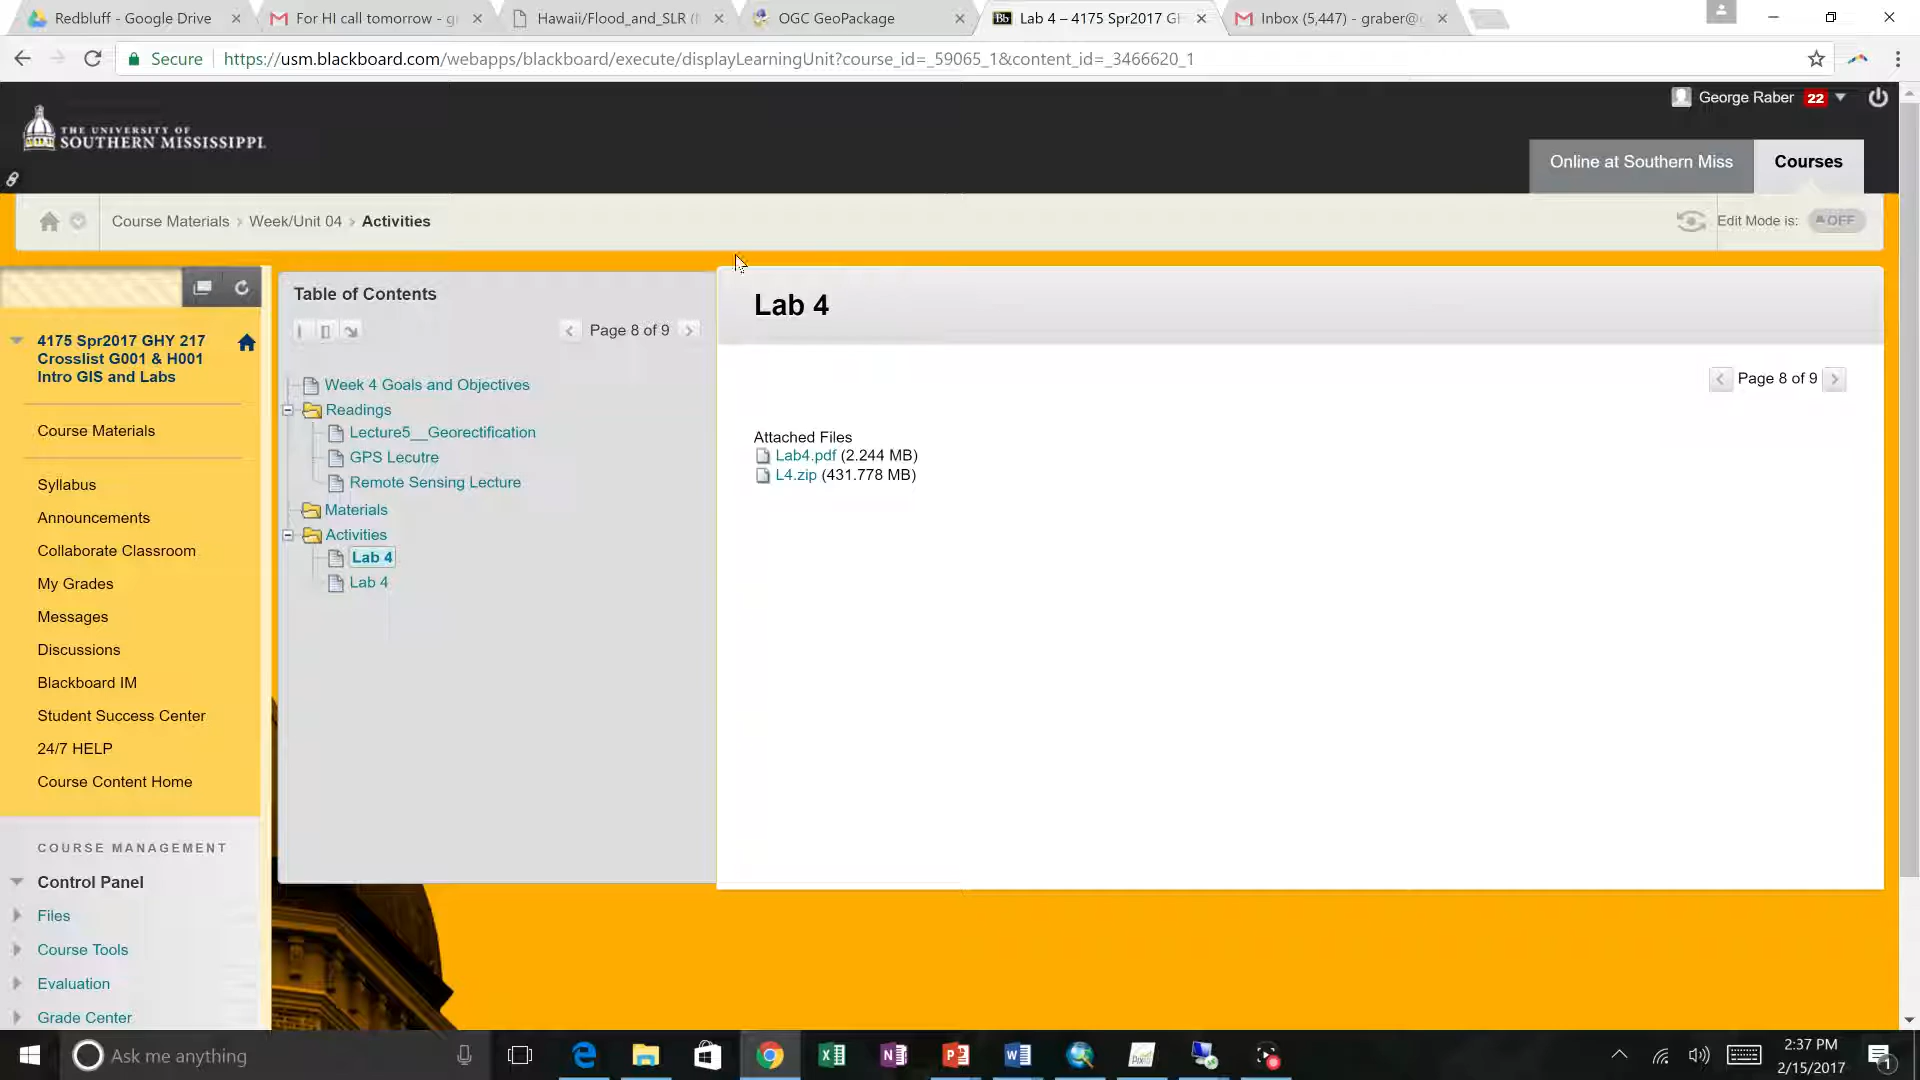 Redbluff - Google Drive
For HI call tomorrow - gr
Hawaii/Flood_and_SLR (
OGC GeoPackage
Lab 4 – 4175 Spr2017 GH
Inbox (5,447) - graber@
Secure
https://usm.blackboard.com/webapps/blackboard/execute/displayLearningUnit?course_id=_59065_1&content_id=_3466620_1
George Raber 22
THE UNIVERSITY OF
SOUTHERN MISSISSIPPI
Online at Southern Miss
Courses
Course Materials
Week/Unit 04
Activities
Edit Mode is: OFF
4175 Spr2017 GHY 217
Crosslist G001 & H001
Intro GIS and Labs
Course Materials
Syllabus
Announcements
Collaborate Classroom
My Grades
Messages
Discussions
Blackboard IM
Student Success Center
24/7 HELP
Course Content Home
COURSE MANAGEMENT
Control Panel
Files
Course Tools
Evaluation
Grade Center
Table of Contents
Page 8 of 9
Week 4 Goals and Objectives
Readings
Lecture5__Georectification
GPS Lecutre
Remote Sensing Lecture
Materials
Activities
Lab 4
Lab 4
Lab 4
Page 8 of 9
Attached Files
Lab4.pdf (2.244 MB)
L4.zip (431.778 MB)
Ask me anything
2:37 PM
2/15/2017
1